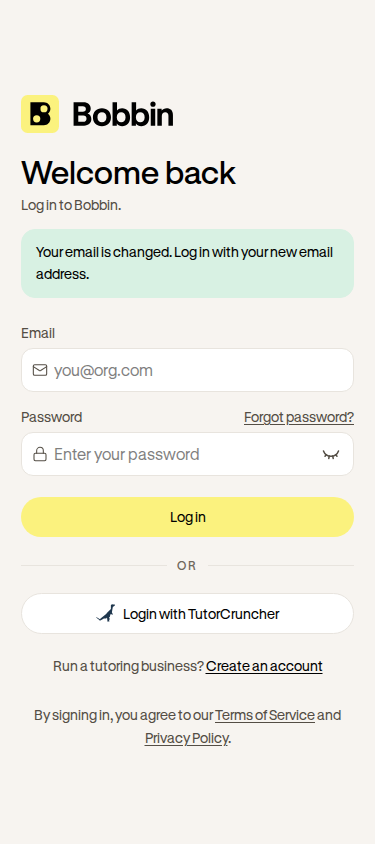 Bobbin
Welcome back
Log in to Bobbin.
Your email is changed. Log in with your new email
address.
Email
you@org.com
Password
Forgot password?
Enter your password
Log in
OR
Login with TutorCruncher
Run a tutoring business? Create an account
By signing in, you agree to our Terms of Service and
Privacy Policy.